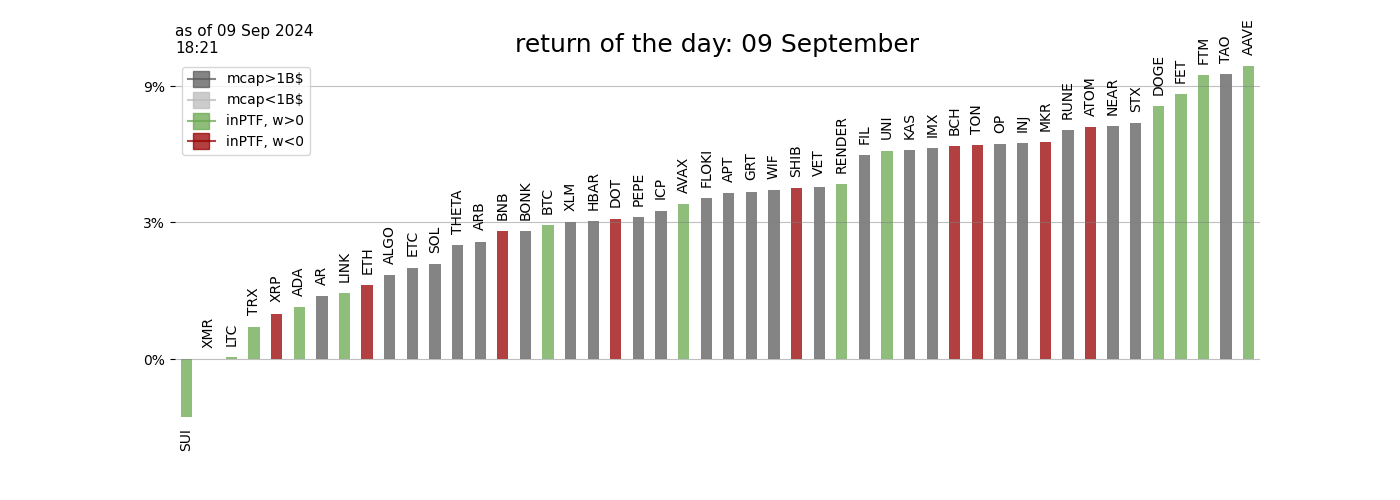 as of 09 Sep 2024
18:21
return of the day: 09 September
mcap>1B$
mcap<1B$
inPTF, w>0
inPTF, w<0
9%
3%
0%
SUI
XMR
LTC
TRX
XRP
ADA
AR
LINK
ETH
ALGO
ETC
SOL
THETA
ARB
BNB
BONK
BTC
XLM
HBAR
DOT
PEPE
ICP
AVAX
FLOKI
APT
GRT
WIF
SHIB
VET
RENDER
FIL
UNI
KAS
IMX
BCH
TON
OP
INJ
MKR
RUNE
ATOM
NEAR
STX
DOGE
FET
FTM
TAO
AAVE